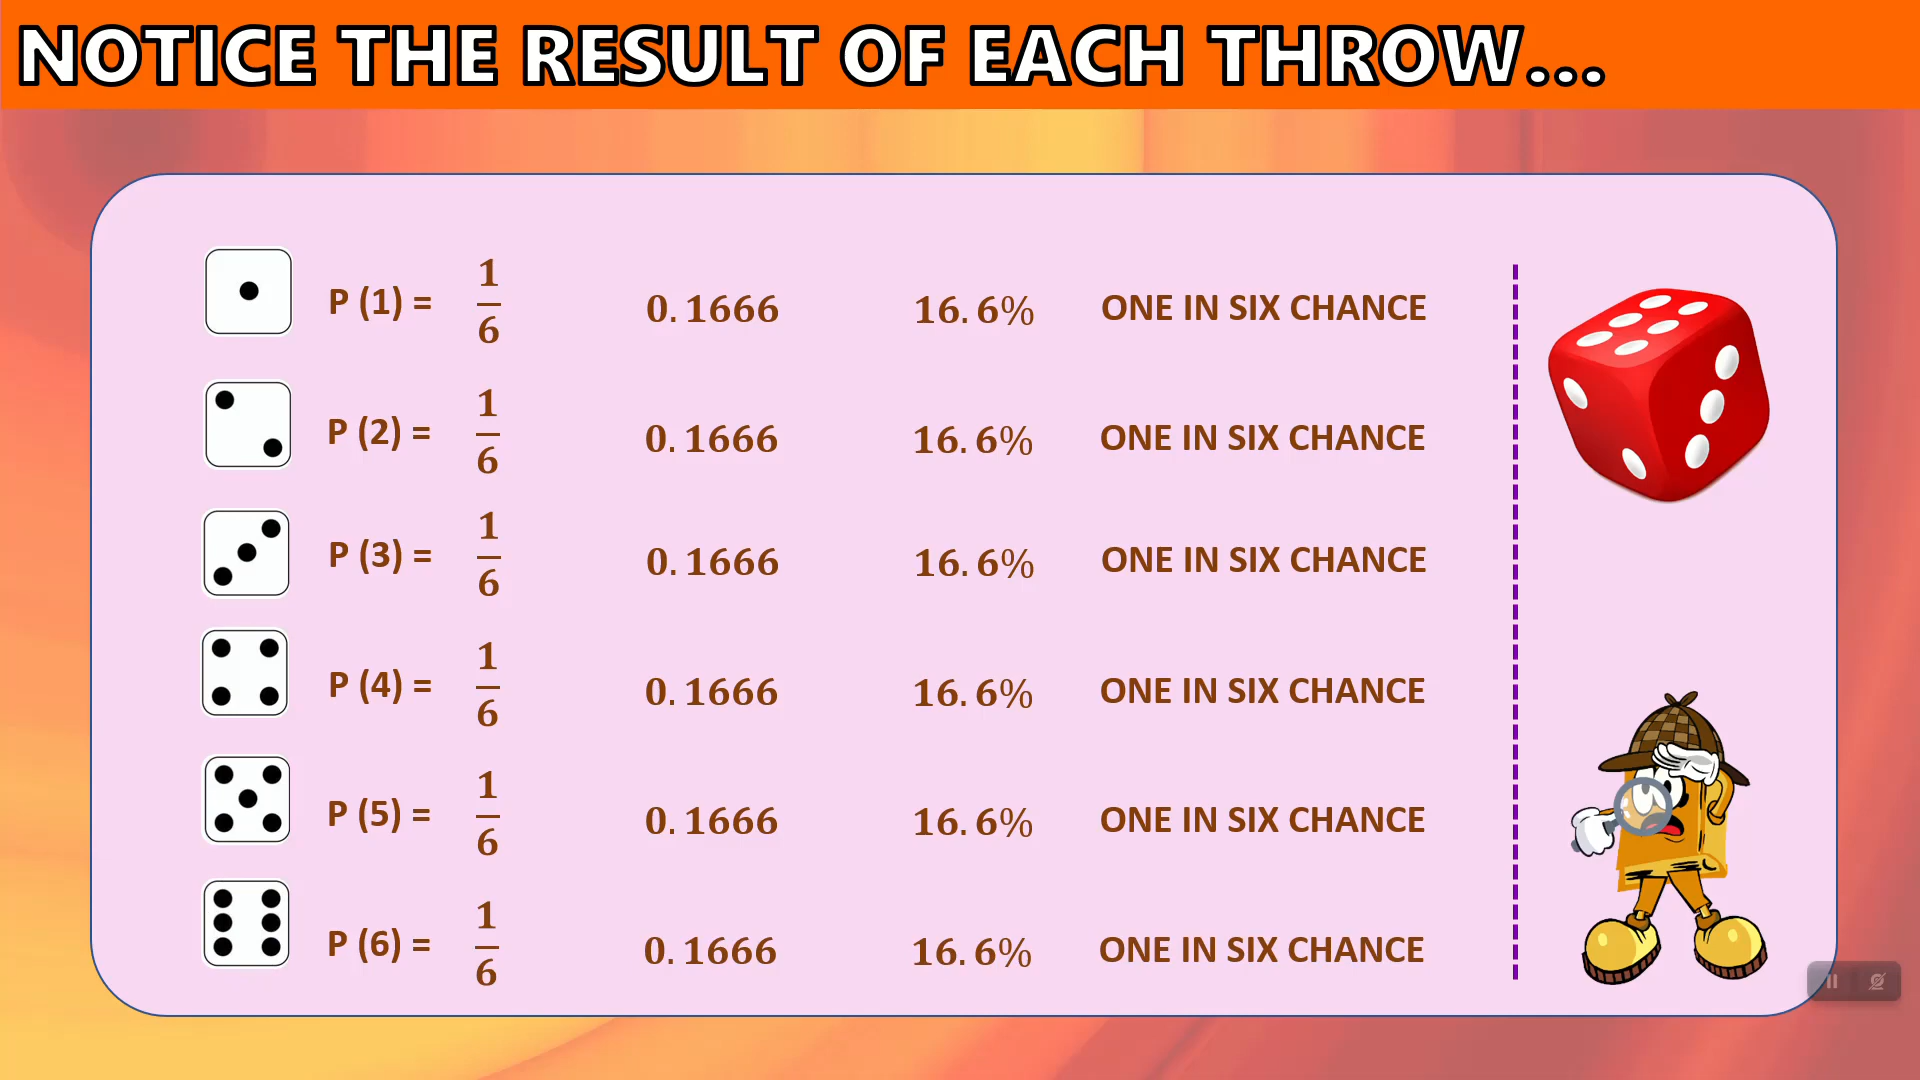 NOTICE THE RESULT OF EACH THROW...
P (1) = 1/6 0.1666 16.6% ONE IN SIX CHANCE
P (2) = 1/6 0.1666 16.6% ONE IN SIX CHANCE
P (3) = 1/6 0.1666 16.6% ONE IN SIX CHANCE
P (4) = 1/6 0.1666 16.6% ONE IN SIX CHANCE
P (5) = 1/6 0.1666 16.6% ONE IN SIX CHANCE
P (6) = 1/6 0.1666 16.6% ONE IN SIX CHANCE